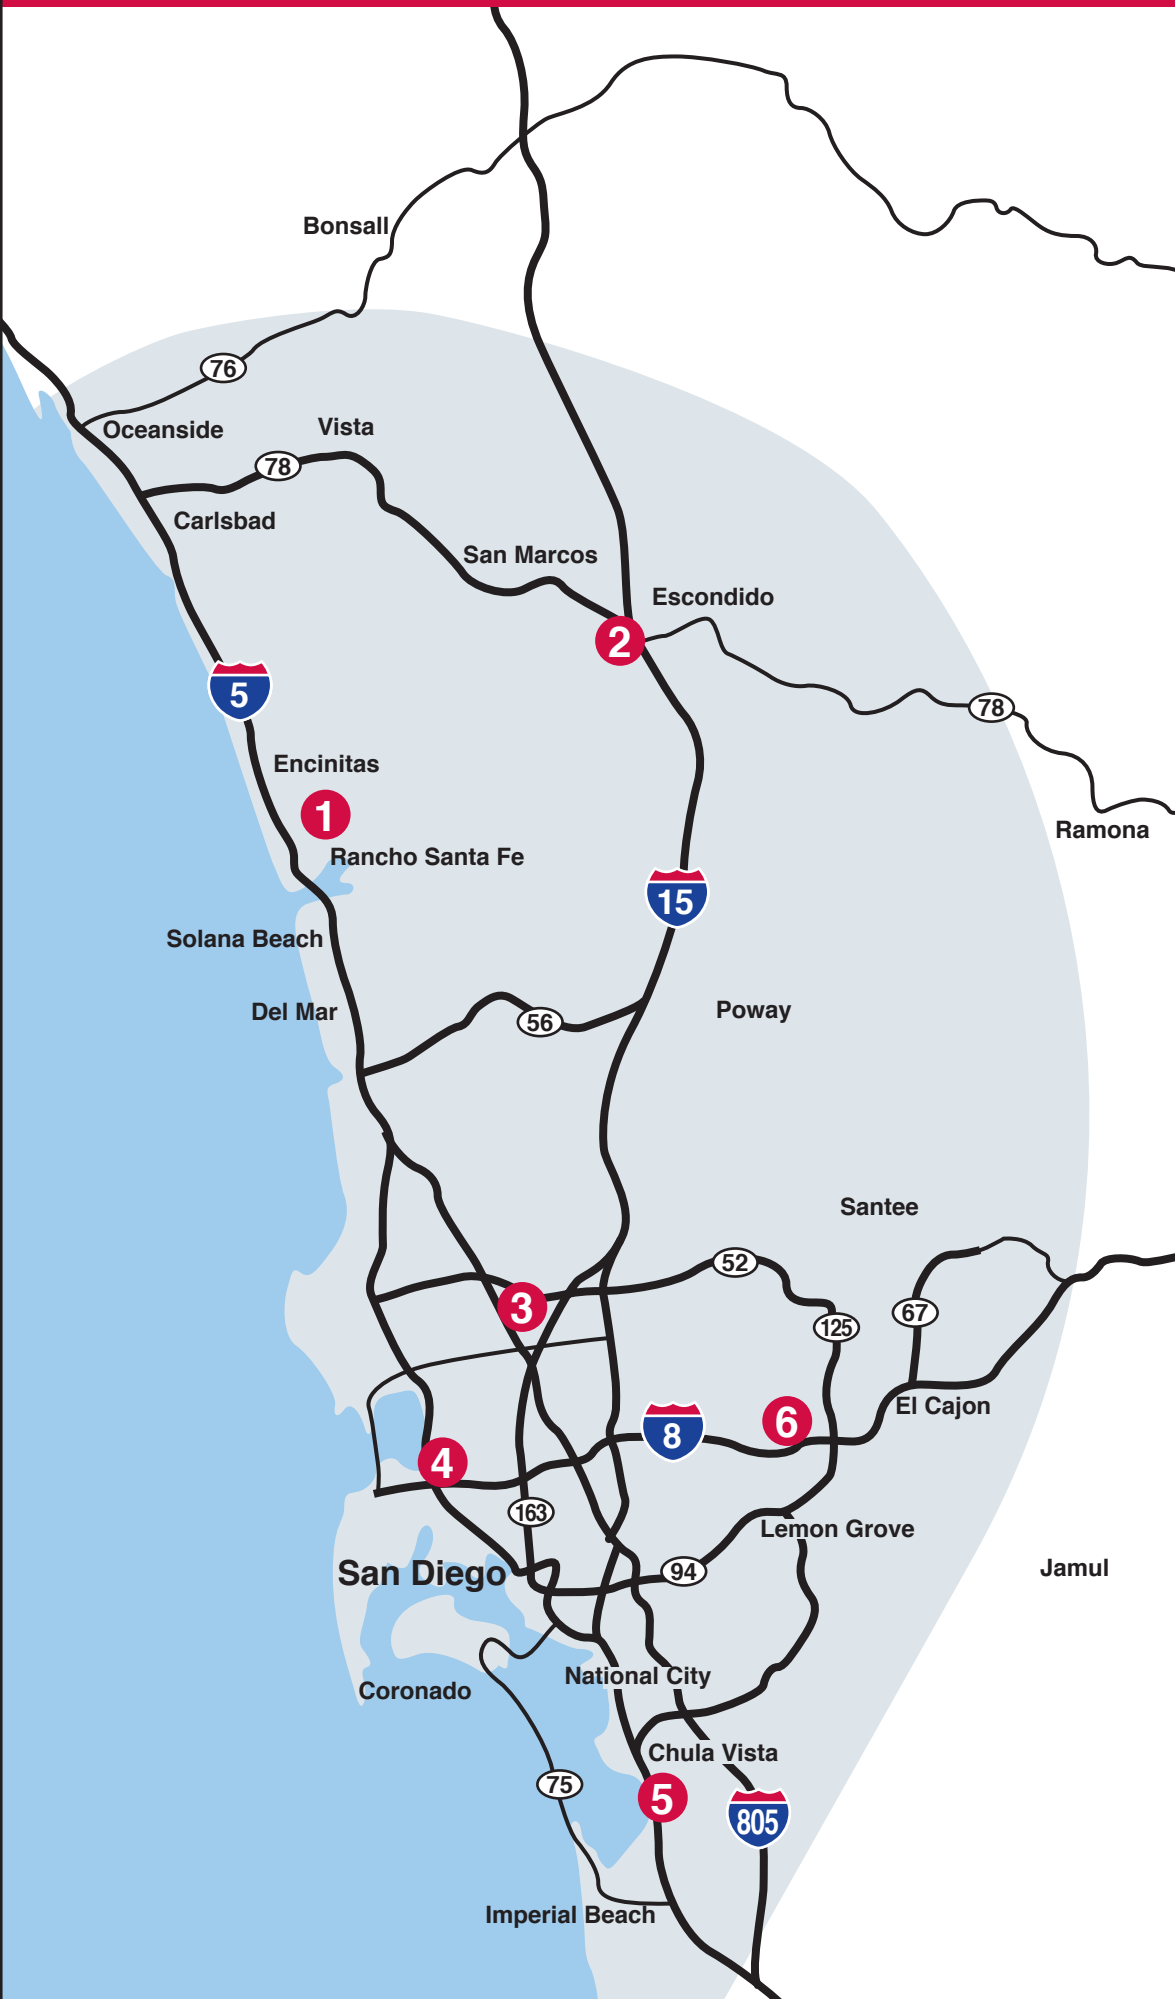 Bonsall
76
Oceanside
Vista
78
Carlsbad
San Marcos
Escondido
2
5
78
Encinitas
1
Ramona
Rancho Santa Fe
15
Solana Beach
Del Mar
Poway
56
Santee
52
3
67
125
El Cajon
6
8
4
163
Lemon Grove
San Diego
94
Jamul
National City
Coronado
Chula Vista
75
5
805
Imperial Beach